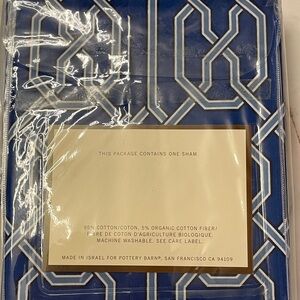 THIS PACKAGE CONTAINS ONE SHAM.
95% COTTON/COTON, 5% ORGANIC COTTON FIBER/
FIBRE DE COTON D'AGRICULTURE BIOLOGIQUE.
MACHINE WASHABLE. SEE CARE LABEL.
MADE IN ISRAEL FOR POTTERY BARN®, SAN FRANCISCO CA 94109